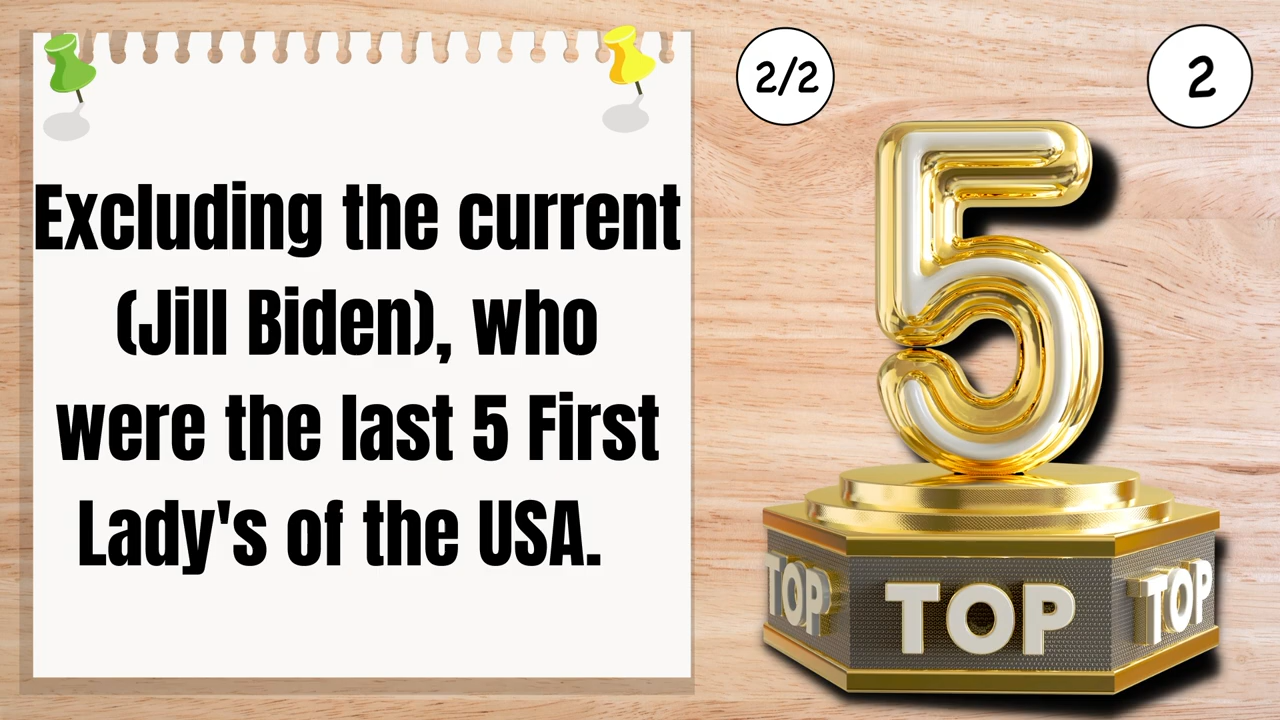 Excluding the current
(Jill Biden), who
were the last 5 First
Lady's of the USA.
2/2
2
5
TOP
TOP
TOP